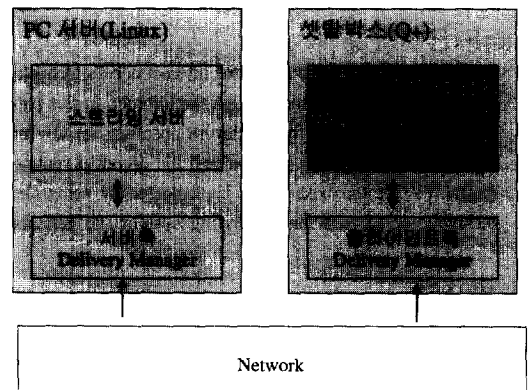 PC 서버(Linux)
스트리밍 서버
서버 측
Delivery Manager
셋탑박스(Q+)
클라이언트 측
Delivery Manager
Network